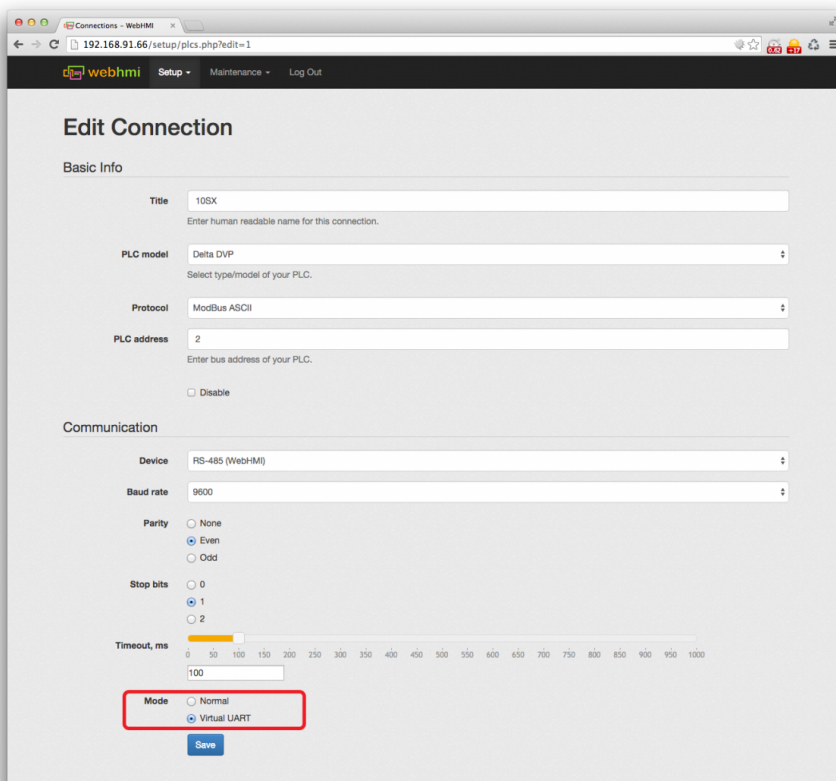 Connections - WebHMI
192.168.91.66/setup/plcs.php?edit=1
0.62 +17
webhmi Setup Maintenance Log Out
Edit Connection
Basic Info
Title 10SX
Enter human readable name for this connection.
PLC model Delta DVP
Select type/model of your PLC.
Protocol ModBus ASCII
PLC address 2
Enter bus address of your PLC.
Disable
Communication
Device RS-485 (WebHMI)
Baud rate 9600
Parity None
Even
Odd
Stop bits 0
1
2
Timeout, ms
0 50 100 150 200 250 300 350 400 450 500 550 600 650 700 750 800 850 900 950 1000
100
Mode Normal
Virtual UART
Save